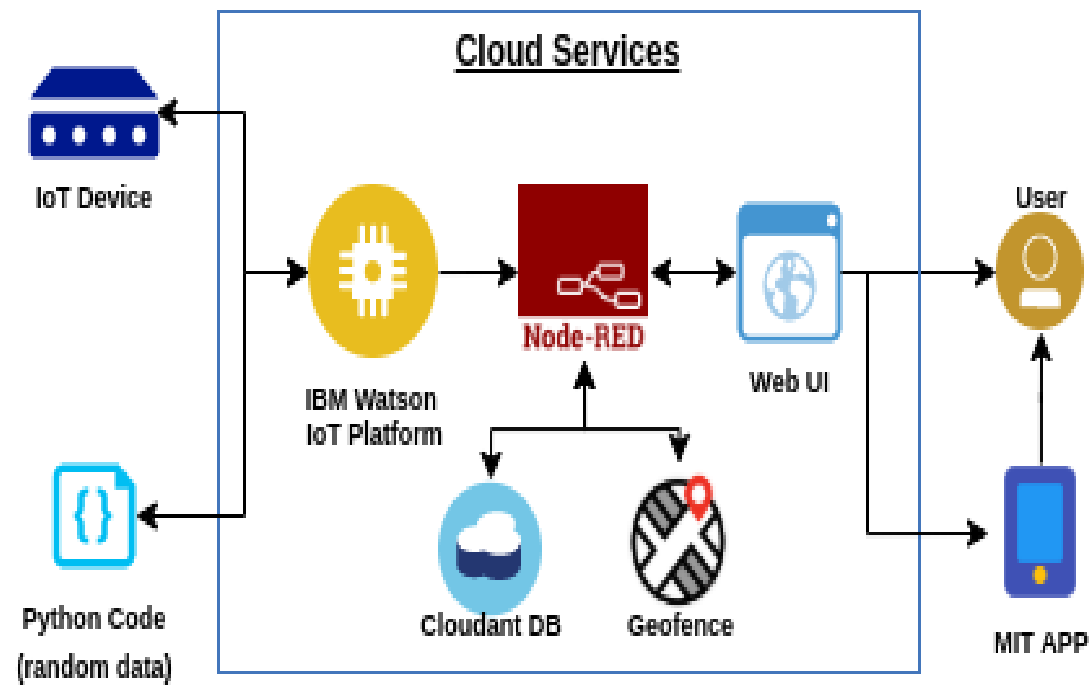 Cloud Services
IoT Device
User
Node-RED
Web UI
IBM Watson
IoT Platform
{}
Python Code
(random data)
Cloudant DB
Geofence
MIT APP